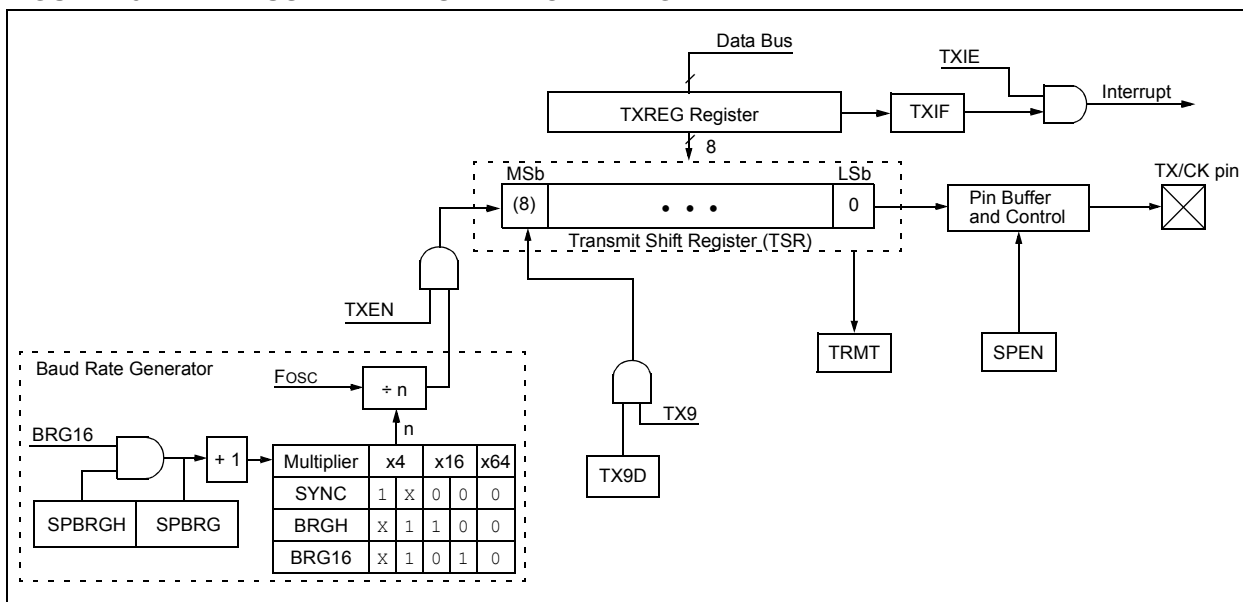 Data Bus
TXIE
Interrupt
TXREG Register
TXIF
8
MSb
LSb
TX/CK pin
(8)
• • •
0
Pin Buffer
and Control
Transmit Shift Register (TSR)
TXEN
TRMT
SPEN
Baud Rate Generator
FOSC
÷ n
TX9
n
BRG16
+ 1
Multiplier x4 x16 x64
TX9D
SYNC 1 X 0 0 0
SPBRGH SPBRG
BRGH X 1 1 0 0
BRG16 X 1 0 1 0